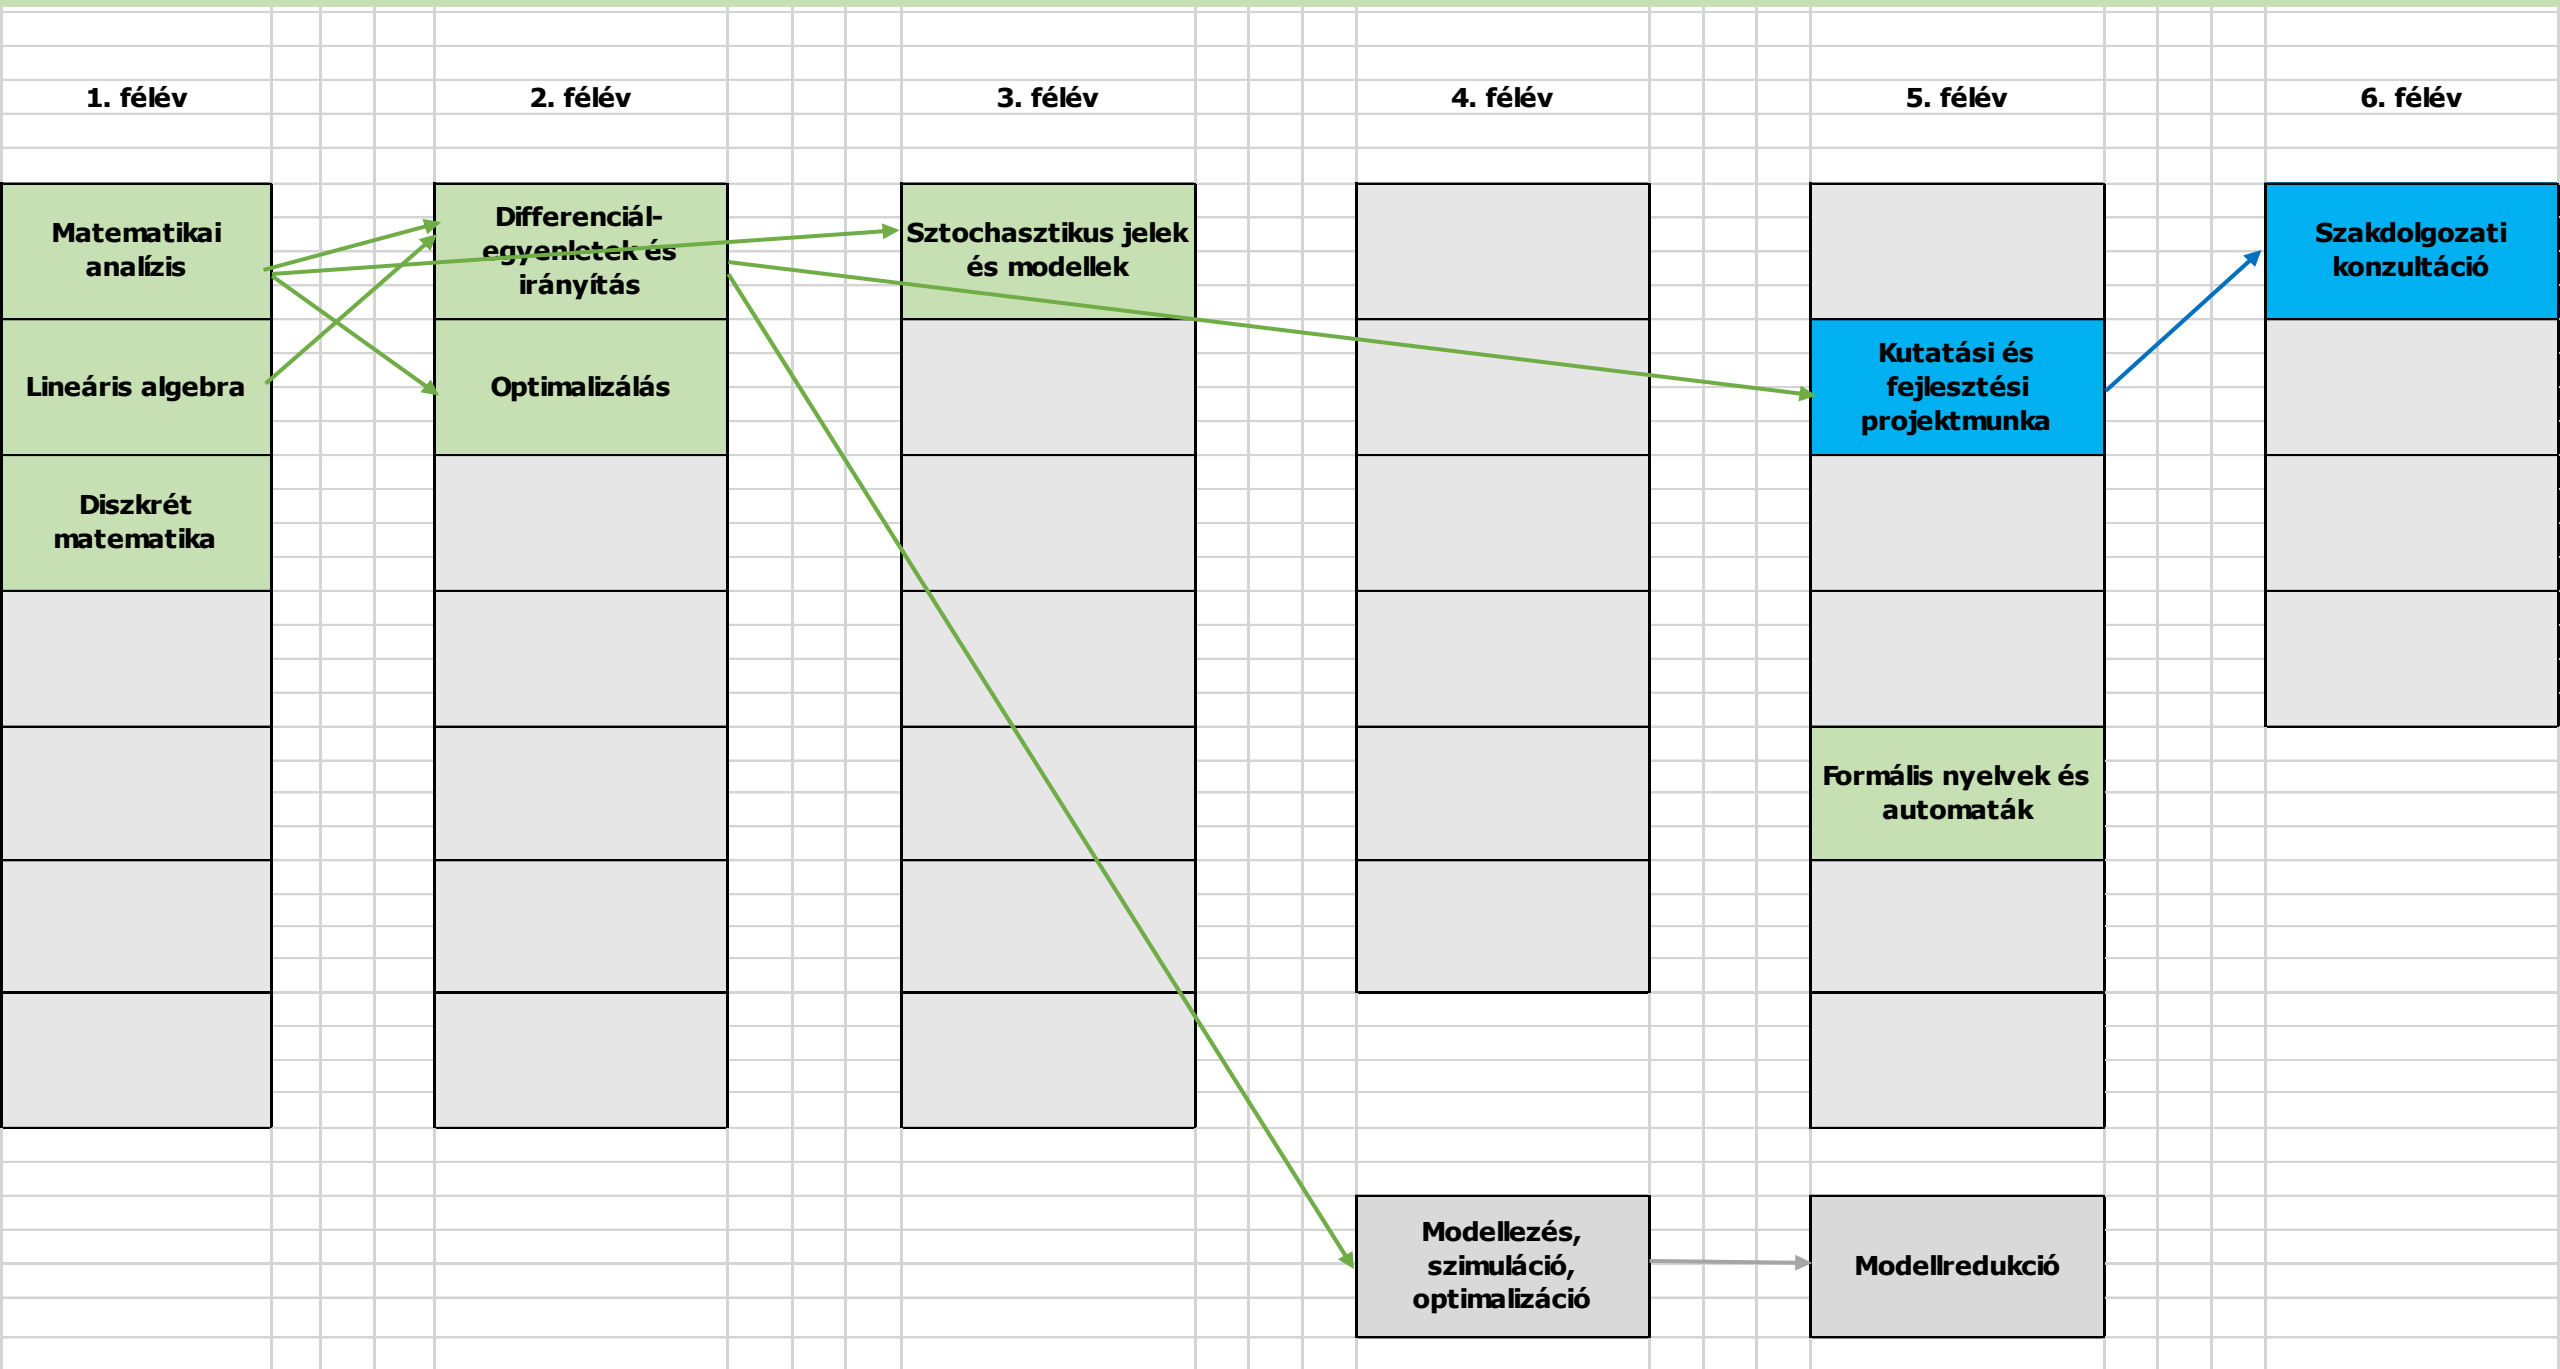 1. félév
2. félév
3. félév
4. félév
5. félév
6. félév
Matematikai
analízis
Lineáris algebra
Diszkrét
matematika
Differenciál-
egyenletek és
irányítás
Optimalizálás
Sztochasztikus jelek
és modellek
Modellezés,
szimuláció,
optimalizáció
Kutatási és
fejlesztési
projektmunka
Formális nyelvek és
automaták
Modellredukció
Szakdolgozati
konzultáció